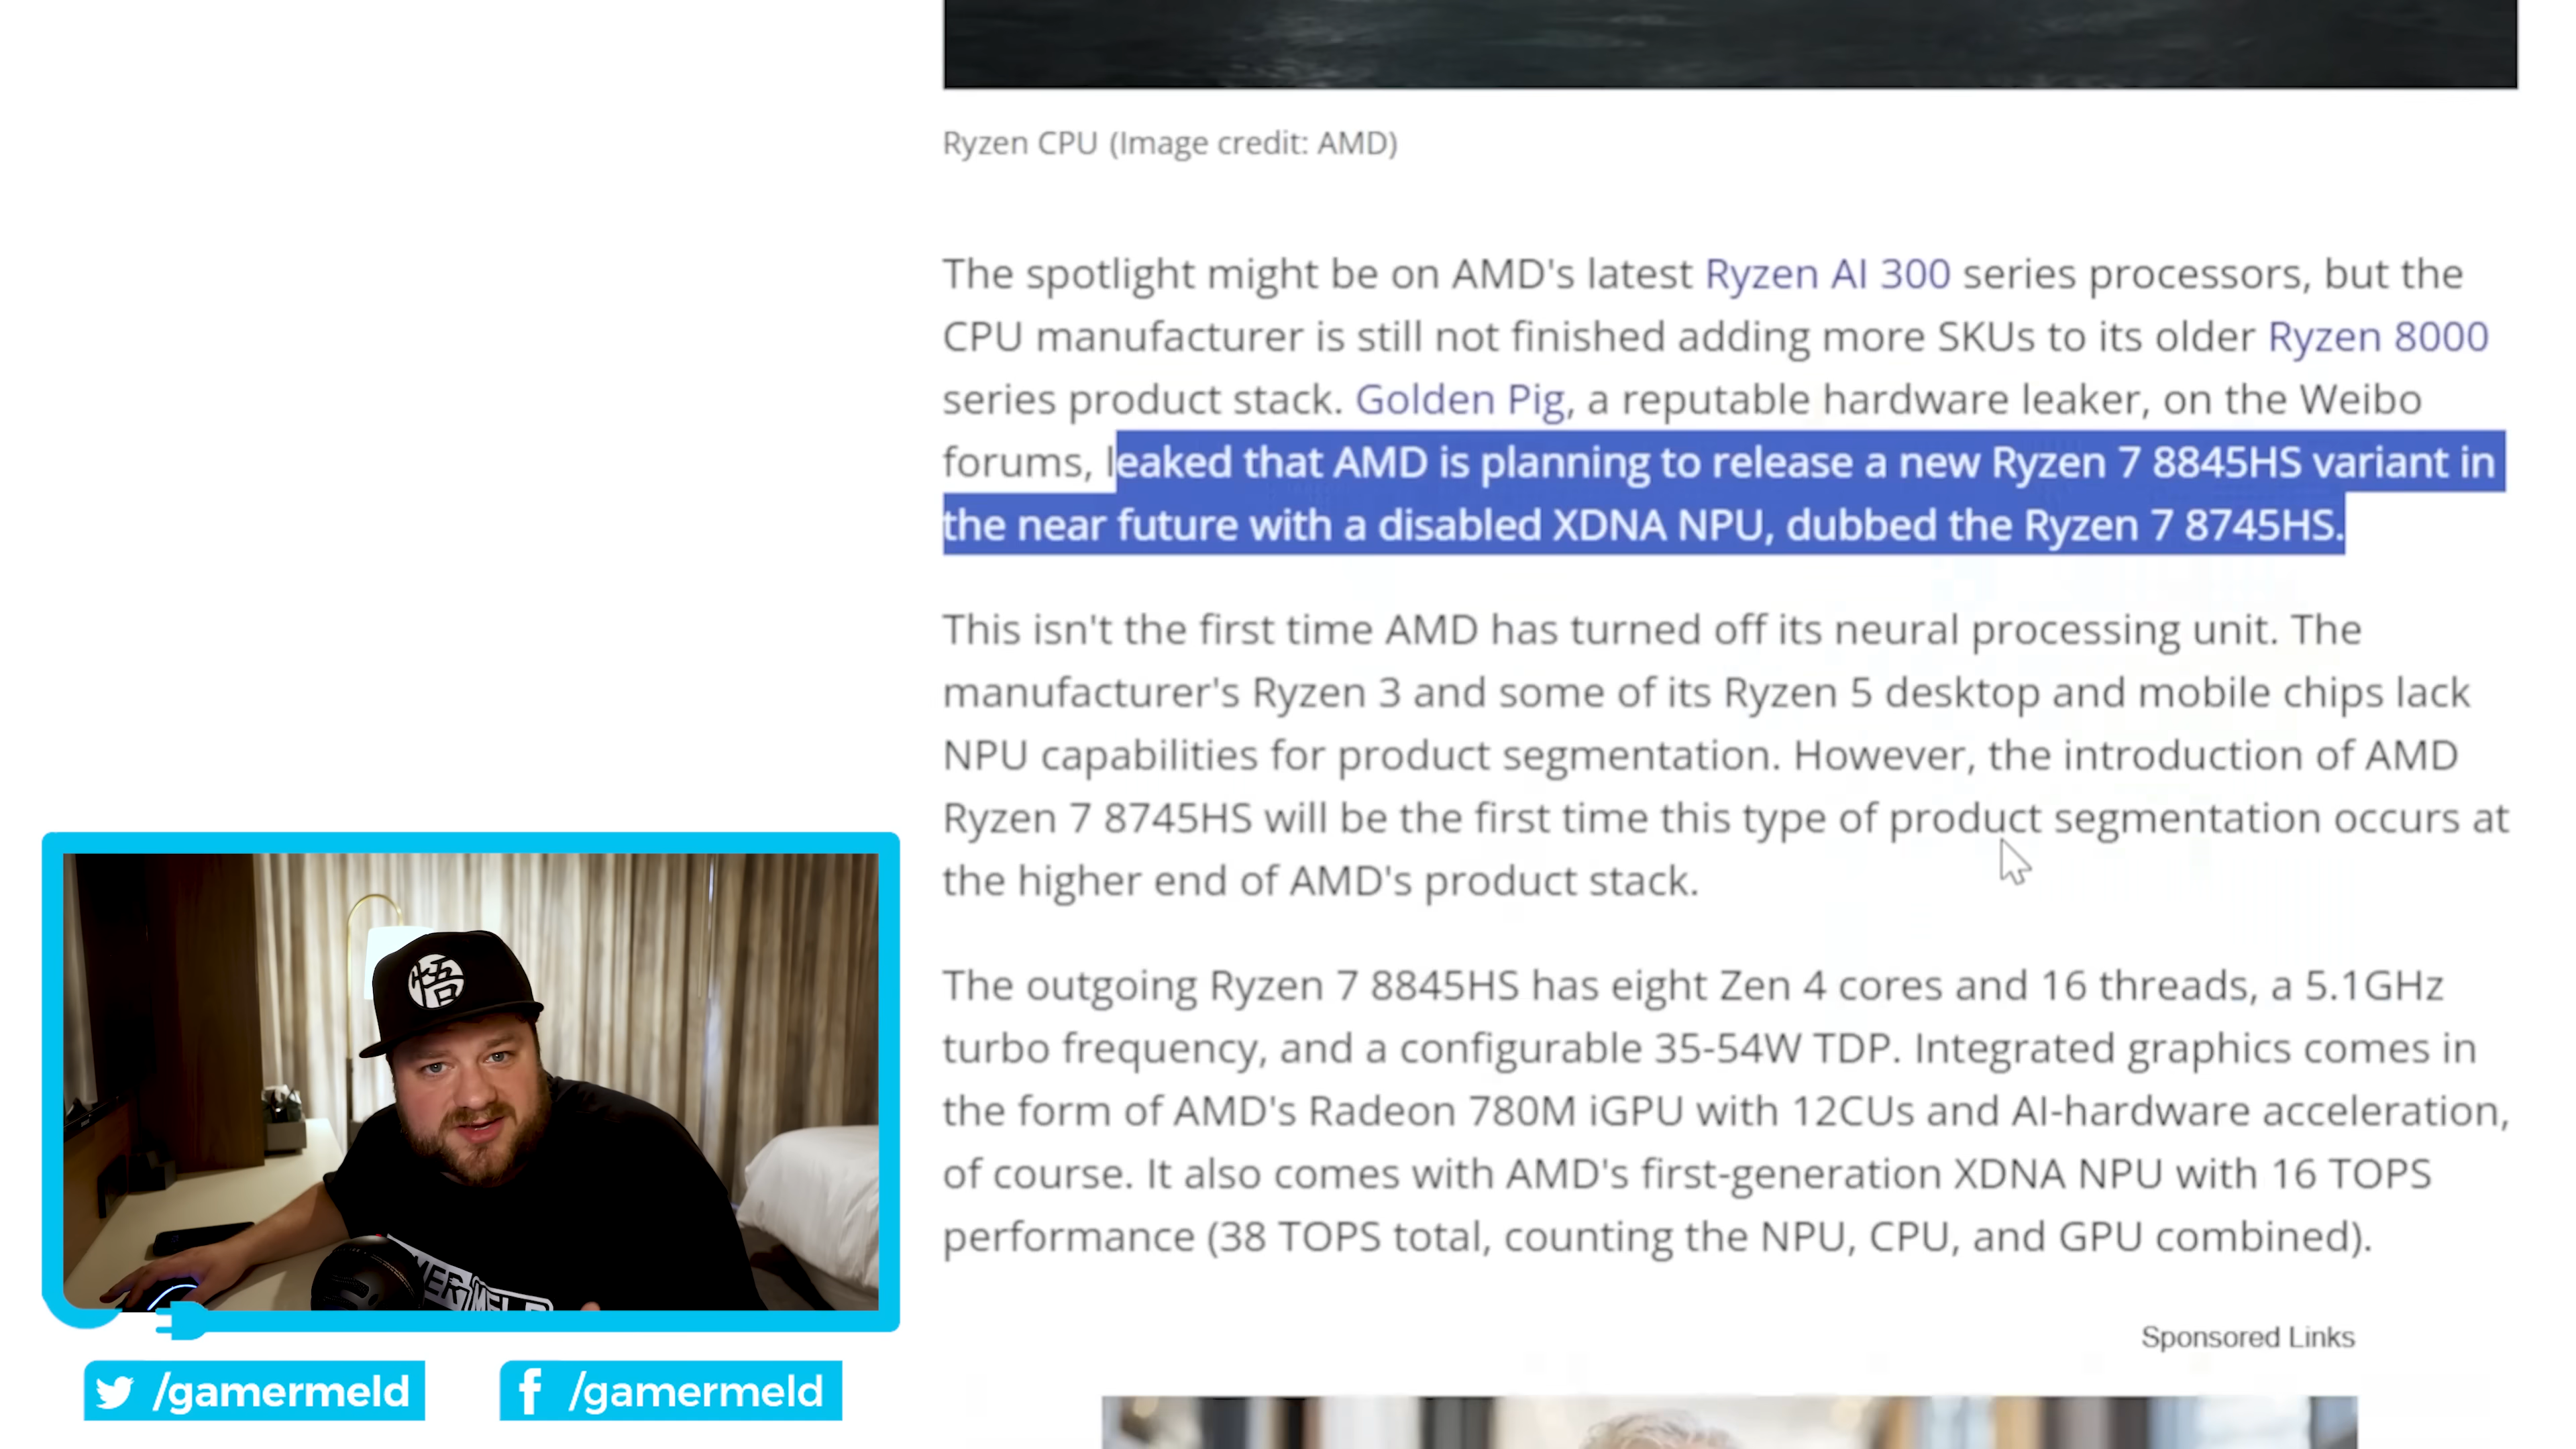 Ryzen CPU (Image credit: AMD)
The spotlight might be on AMD's latest Ryzen AI 300 series processors, but the
CPU manufacturer is still not finished adding more SKUs to its older Ryzen 8000
series product stack. Golden Pig, a reputable hardware leaker, on the Weibo
forums, leaked that AMD is planning to release a new Ryzen 7 8845HS variant in
the near future with a disabled XDNA NPU, dubbed the Ryzen 7 8745HS.
This isn't the first time AMD has turned off its neural processing unit. The
manufacturer's Ryzen 3 and some of its Ryzen 5 desktop and mobile chips lack
NPU capabilities for product segmentation. However, the introduction of AMD
Ryzen 7 8745HS will be the first time this type of product segmentation occurs at
the higher end of AMD's product stack.
The outgoing Ryzen 7 8845HS has eight Zen 4 cores and 16 threads, a 5.1GHz
turbo frequency, and a configurable 35-54W TDP. Integrated graphics comes in
the form of AMD's Radeon 780M iGPU with 12CUs and AI-hardware acceleration,
of course. It also comes with AMD's first-generation XDNA NPU with 16 TOPS
performance (38 TOPS total, counting the NPU, CPU, and GPU combined).
Sponsored Links
悟
/gamermeld
/gamermeld